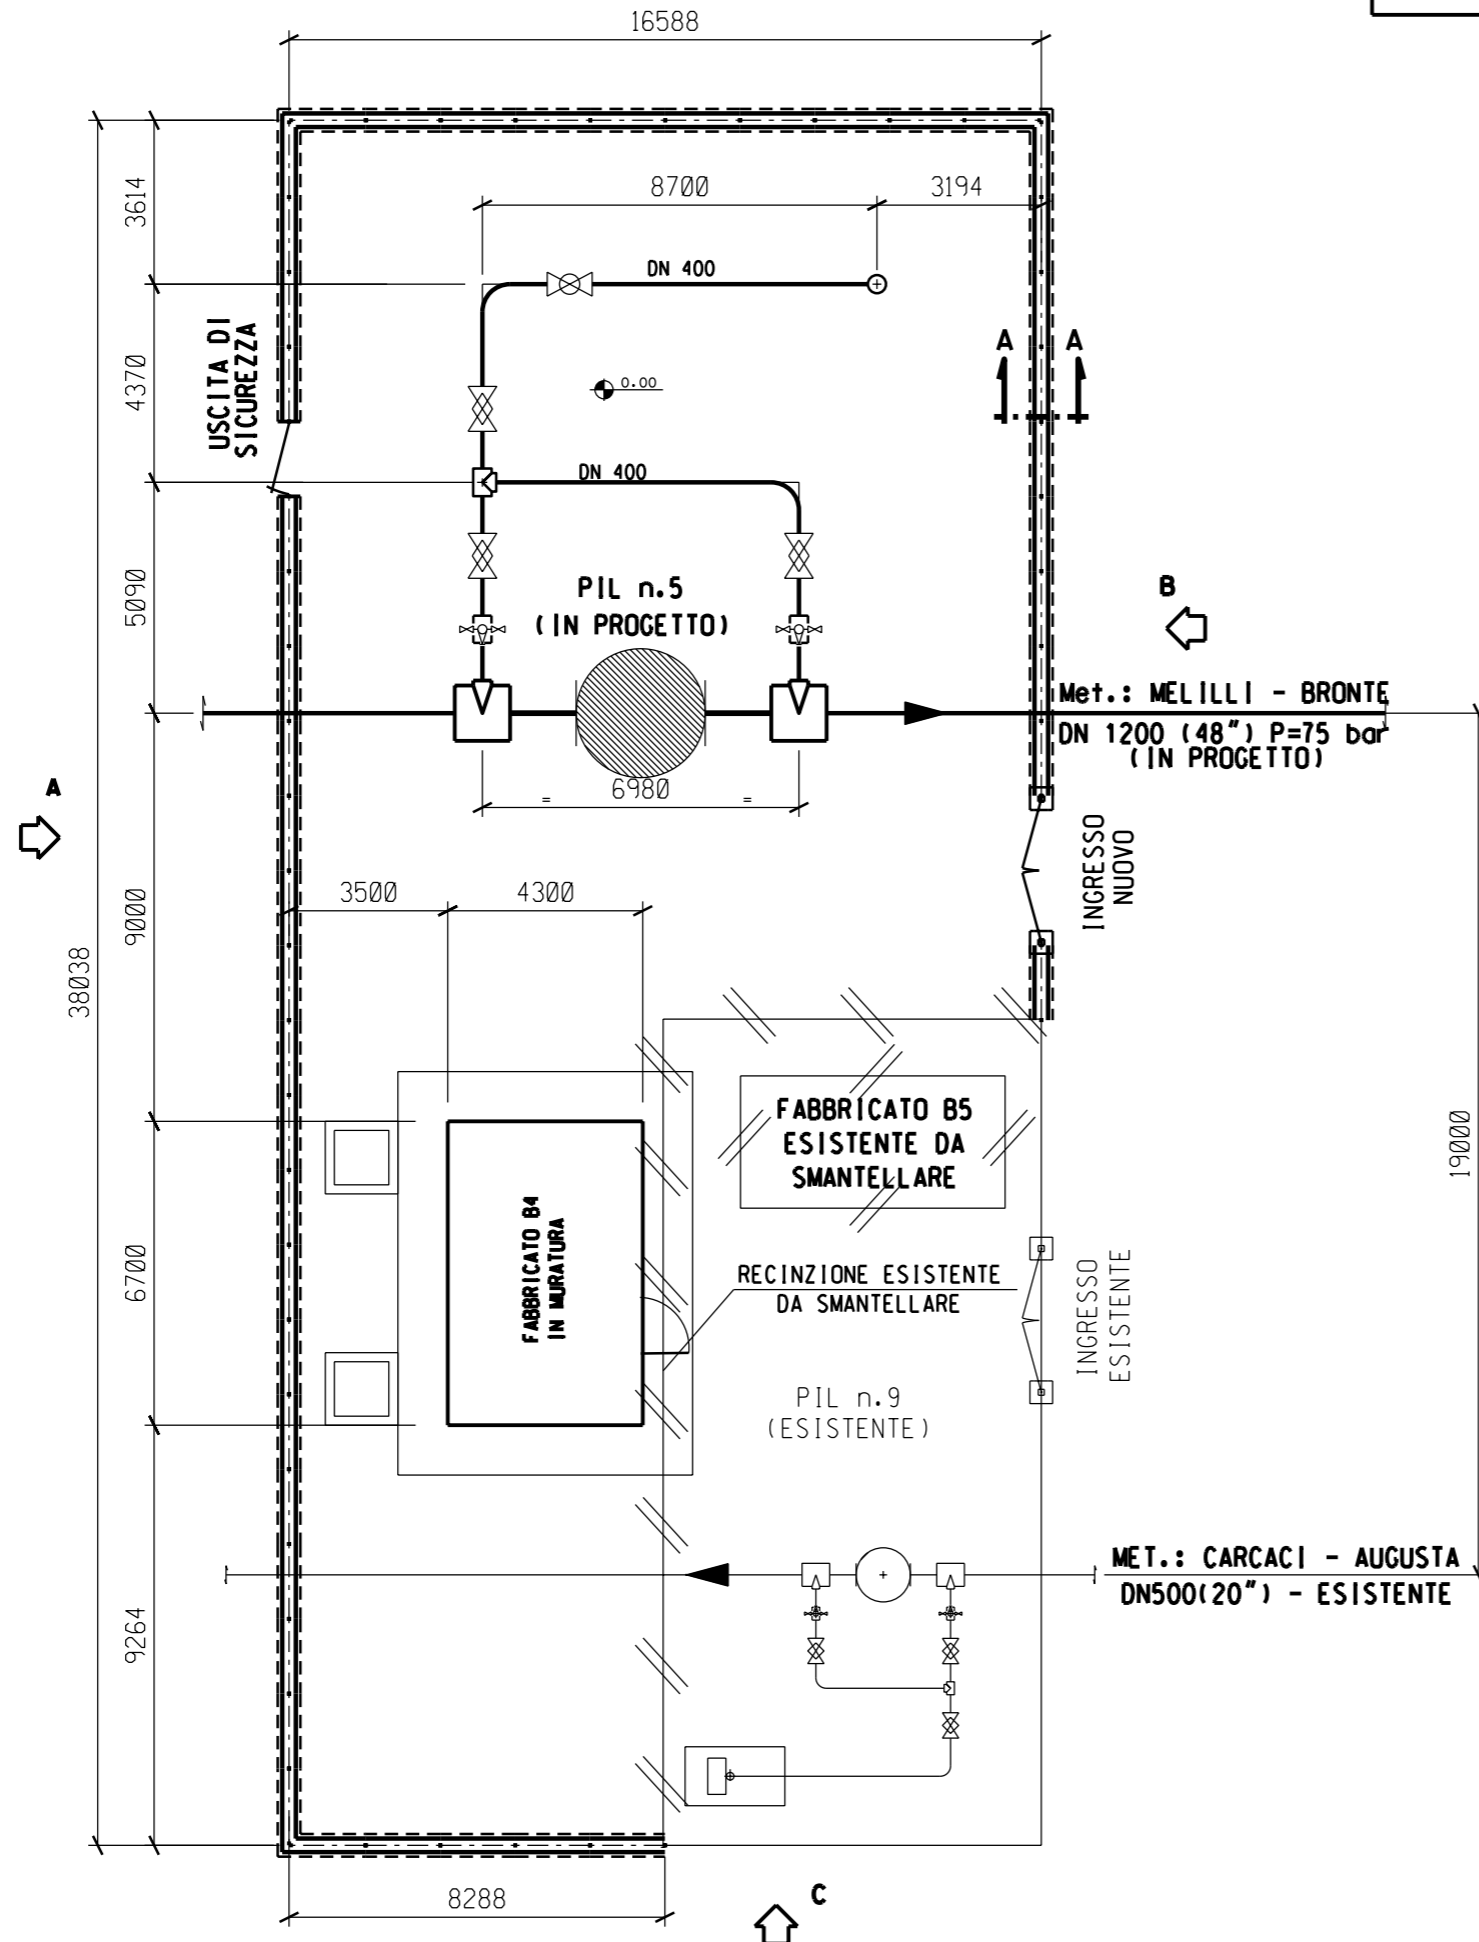 16588
3614
8700
3194
DN 400
USCITA DI
SICUREZZA
4370
0.00
A
A
DN 400
5090
PIL n.5
(IN PROGETTO)
B
Met.: MELILLI - BRONTE
DN 1200 (48") P=75 bar
(IN PROGETTO)
A
= 6980 =
INGRESSO
NUOVO
3500
4300
9000
38038
FABBRICATO B5
ESISTENTE DA
SMANTELLARE
19000
FABBRICATO B4
IN MURATURA
6700
RECINZIONE ESISTENTE
DA SMANTELLARE
INGRESSO
ESISTENTE
PIL n.9
(ESISTENTE)
MET.: CARCACI - AUGUSTA
DN500(20") - ESISTENTE
9264
8288
C